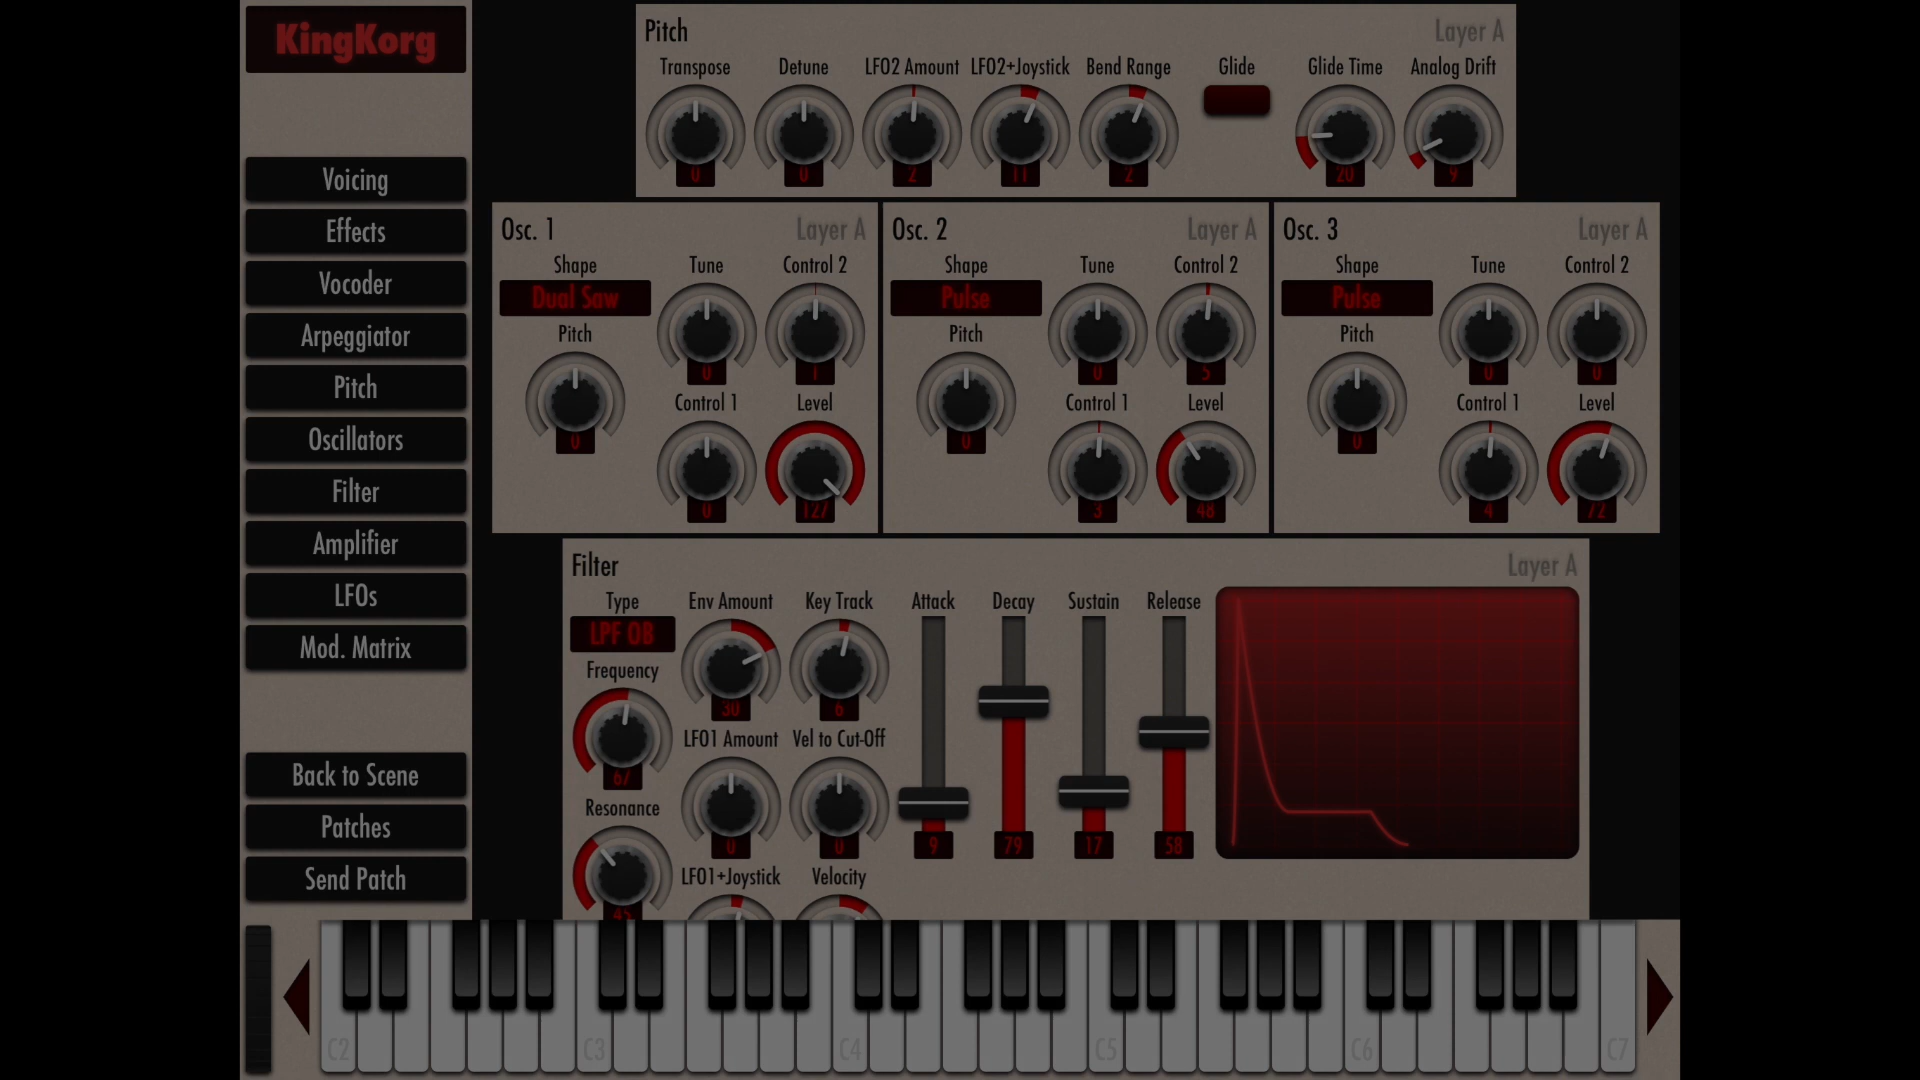 KingKorg
Voicing
Effects
Vocoder
Arpeggiator
Pitch
Oscillators
Filter
Amplifier
LFOs
Mod. Matrix
Back to Scene
Patches
Send Patch
Pitch Layer A
Transpose Detune LFO2 Amount LFO2+Joystick Bend Range Glide Glide Time Analog Drift
0 0 2 11 2 20 9
Osc. 1 Layer A
Shape Tune Control 2
Dual Saw
Pitch
0 1
Control 1 Level
0
0 127
Osc. 2 Layer A
Shape Tune Control 2
Pulse
Pitch
0 5
Control 1 Level
0
3 48
Osc. 3 Layer A
Shape Tune Control 2
Pulse
Pitch
0 0
Control 1 Level
0
4 72
Filter Layer A
Type Env Amount Key Track Attack Decay Sustain Release
LPF OB
Frequency
30 6
LFO1 Amount Vel to Cut-Off
67
Resonance
0 0 9 79 17 58
LFO1+Joystick Velocity
45
C2 C3 C4 C5 C6 C7